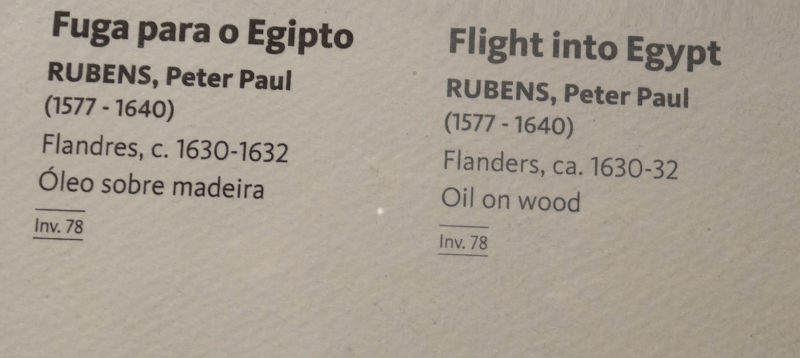 Fuga para o Egipto
RUBENS, Peter Paul
(1577 - 1640)
Flandres, c. 1630-1632
Óleo sobre madeira
Inv. 78
Flight into Egypt
RUBENS, Peter Paul
(1577 - 1640)
Flanders, ca. 1630-32
Oil on wood
Inv. 78